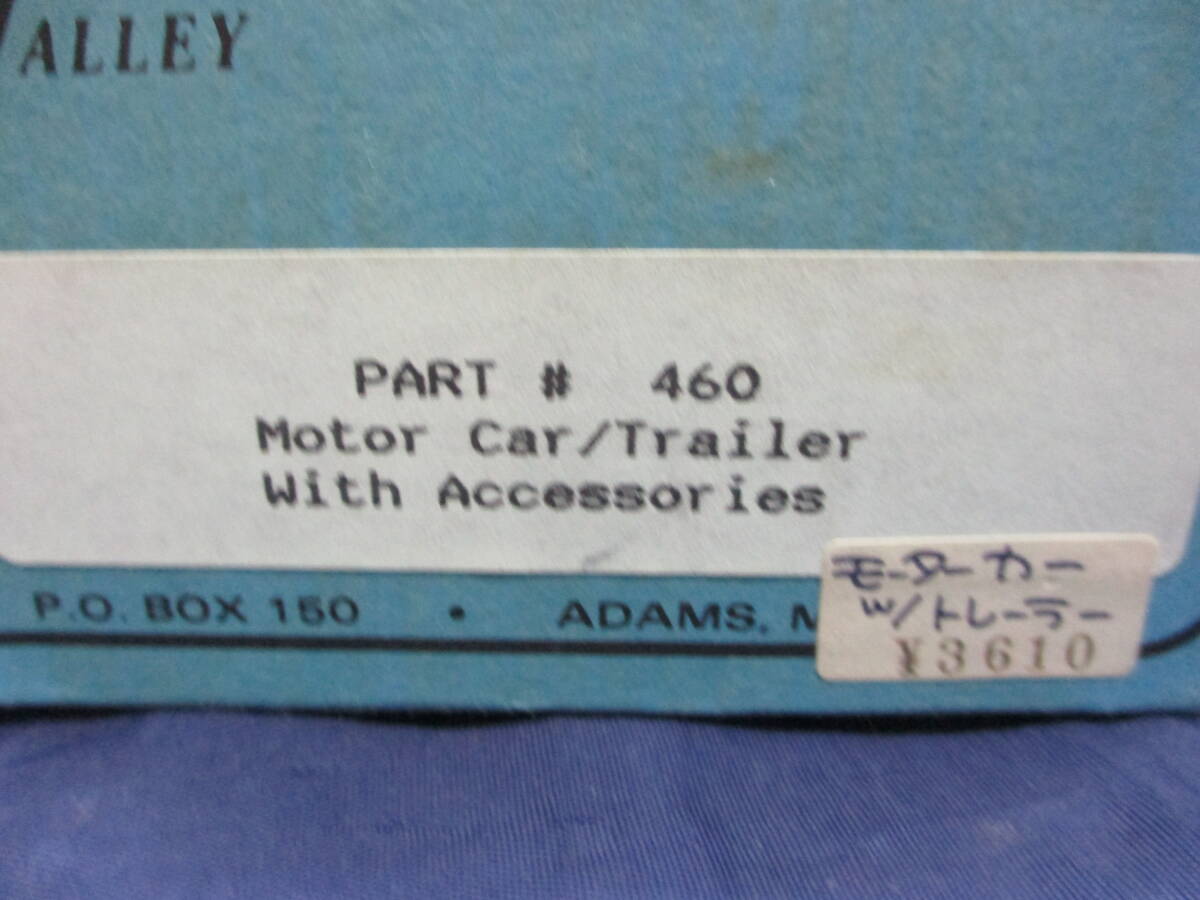 VALLEY
PART # 460
Motor Car/Trailer
With Accessories
P.O. BOX 150 • ADAMS, M
モーターカー
w/トレーラー
¥3610